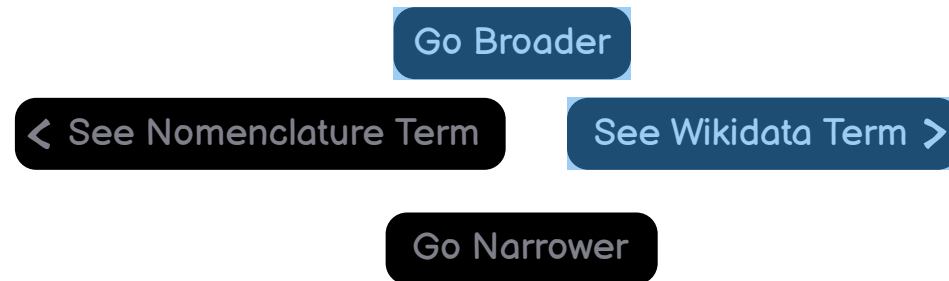 Go Broader
< See Nomenclature Term
See Wikidata Term >
Go Narrower